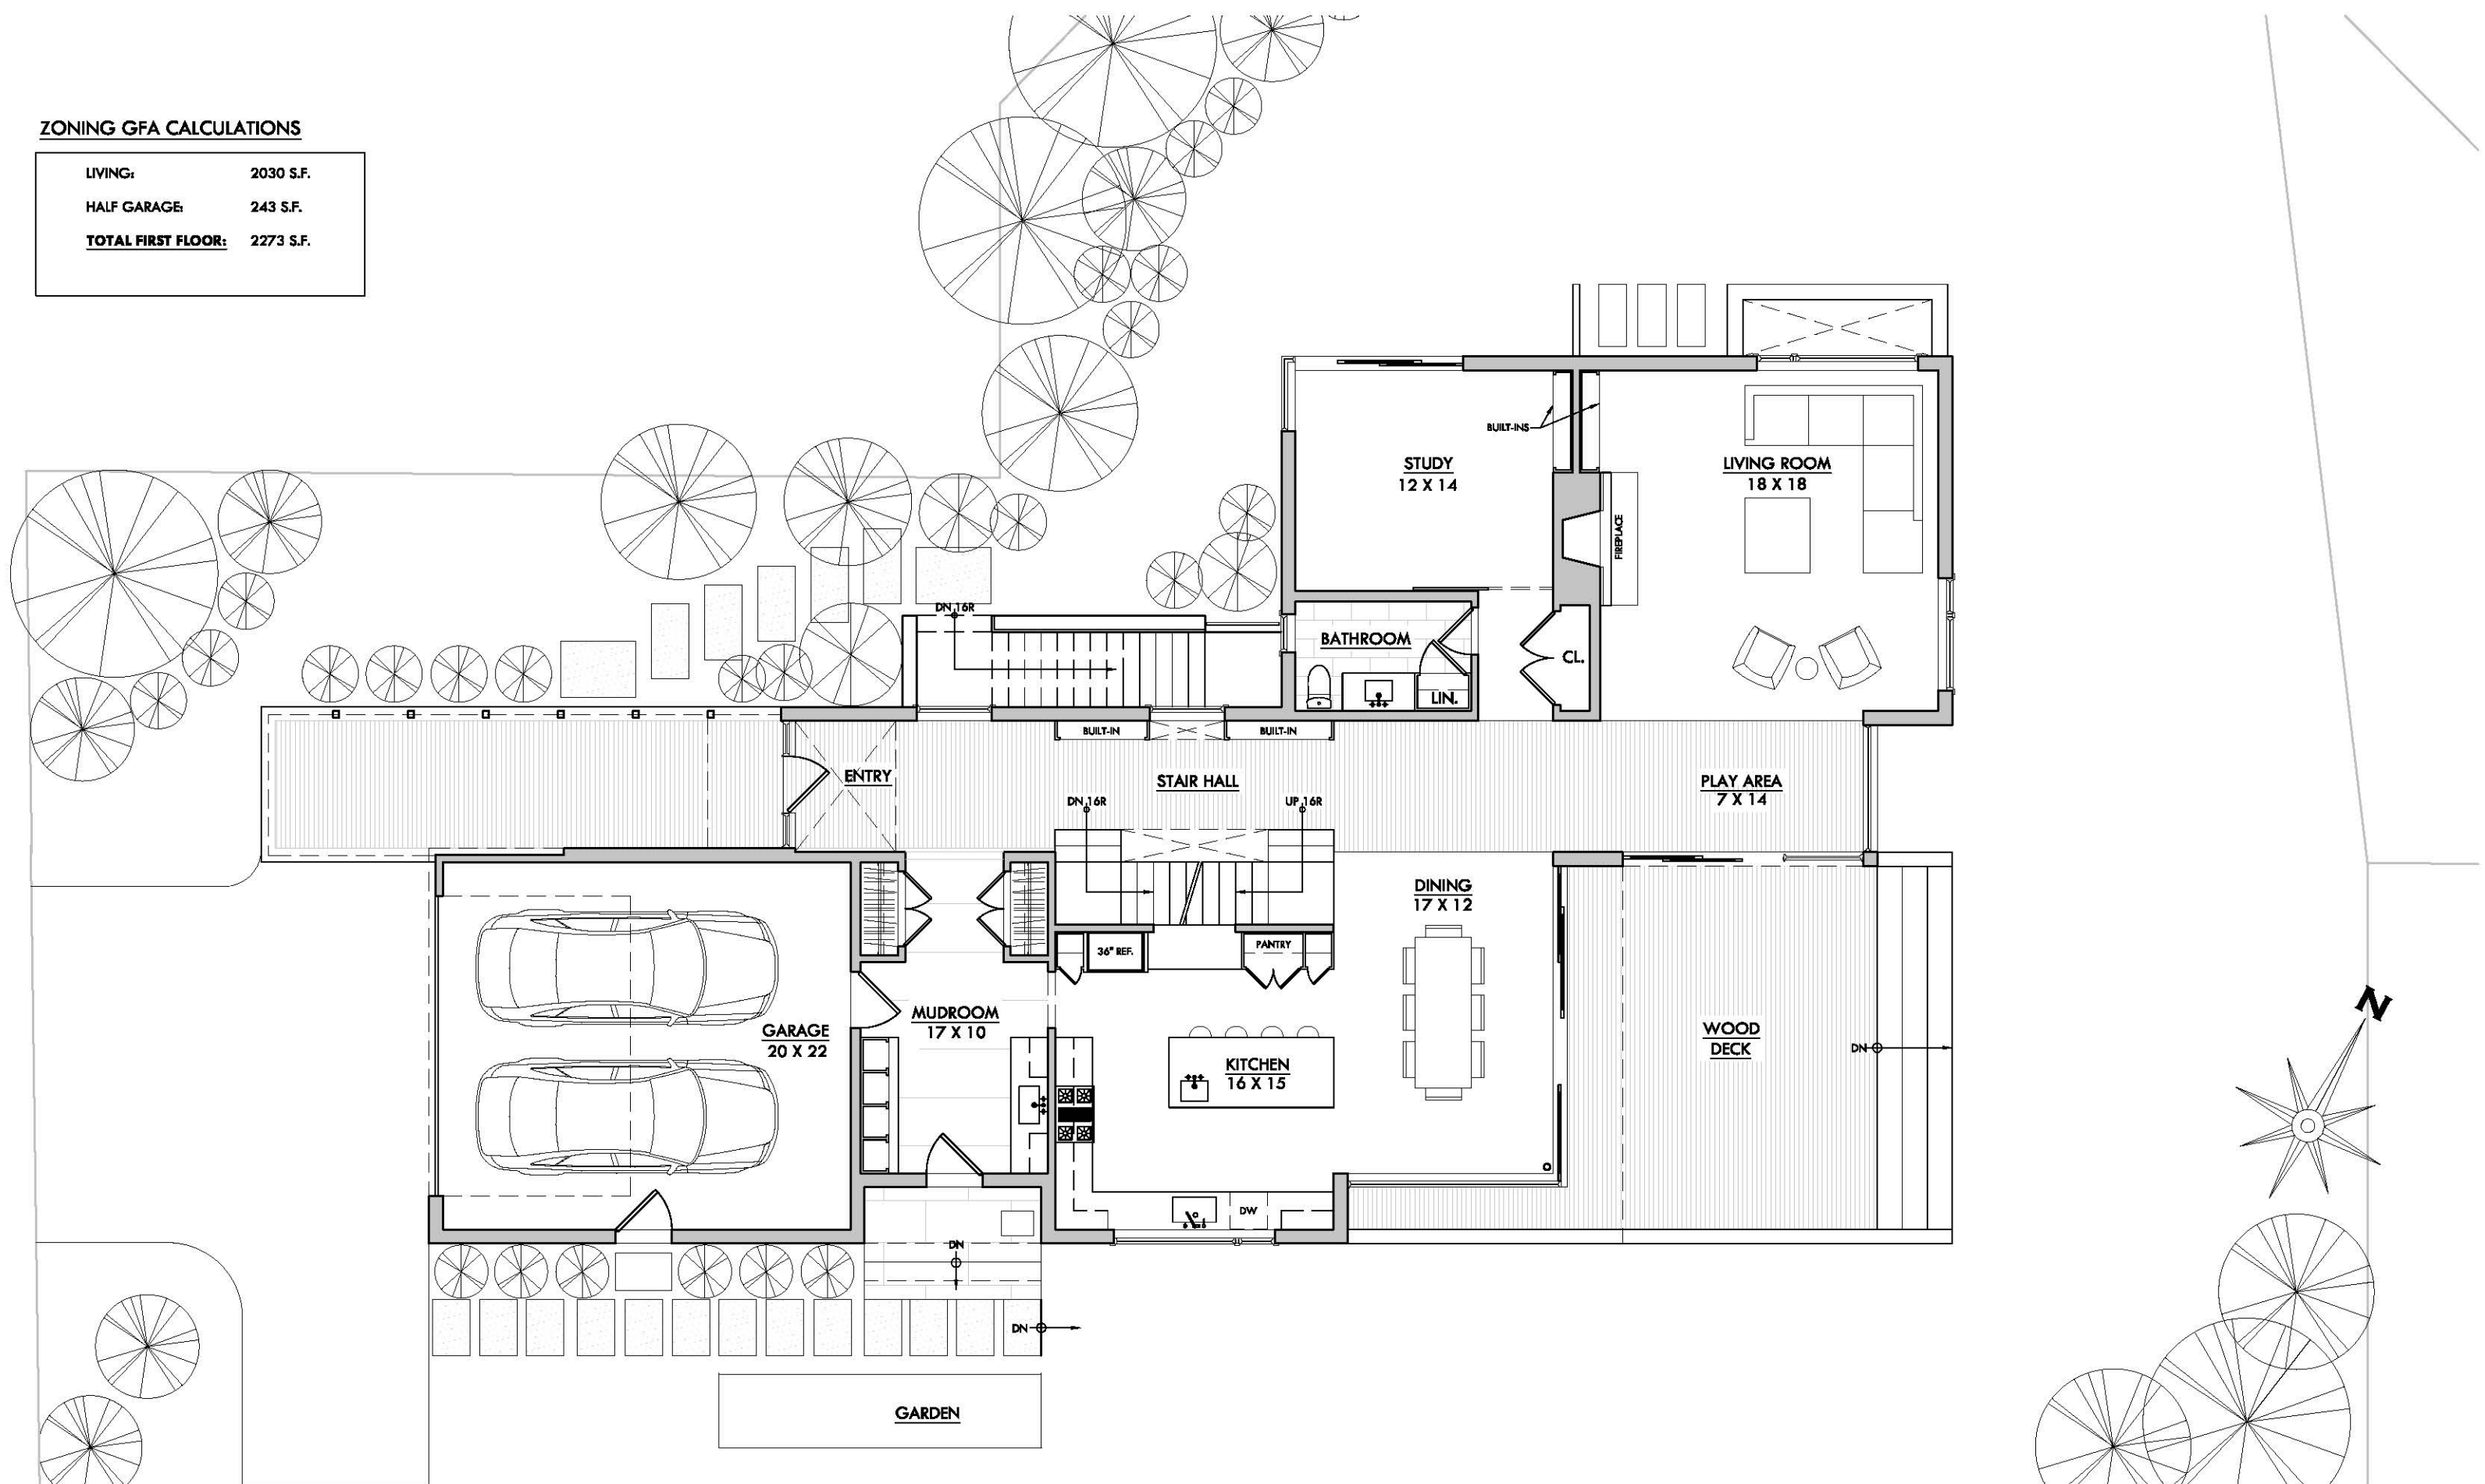 ZONING GFA CALCULATIONS
LIVING: 2030 S.F.
HALF GARAGE: 243 S.F.
TOTAL FIRST FLOOR: 2273 S.F.
BUILT-INS
STUDY
12 X 14
LIVING ROOM
18 X 18
FIREPLACE
DN 16R
BATHROOM
CL.
LIN.
BUILT-IN
BUILT-IN
ENTRY
STAIR HALL
PLAY AREA
7 X 14
DN 16R
UP 16R
DINING
17 X 12
36" REF.
PANTRY
MUDROOM
17 X 10
GARAGE
20 X 22
KITCHEN
16 X 15
WOOD
DECK
DN
N
DW
DN
DN
GARDEN